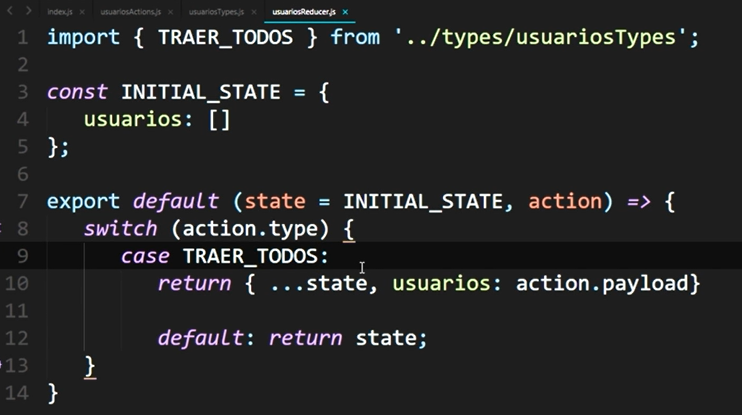 index.js × usuariosActions.js × usuariosTypes.js × usuariosReducer.js ×
1 import { TRAER_TODOS } from '../types/usuariosTypes';
2
3 const INITIAL_STATE = {
4 usuarios: []
5 };
6
7 export default (state = INITIAL_STATE, action) => {
8 switch (action.type) {
9 case TRAER_TODOS:
10 return { ...state, usuarios: action.payload}
11
12 default: return state;
13 }
14 }